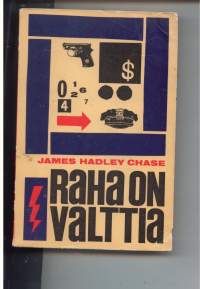 $
0 1 2 6 7
4
JAMES HADLEY CHASE
RAHA ON
VALTTIA